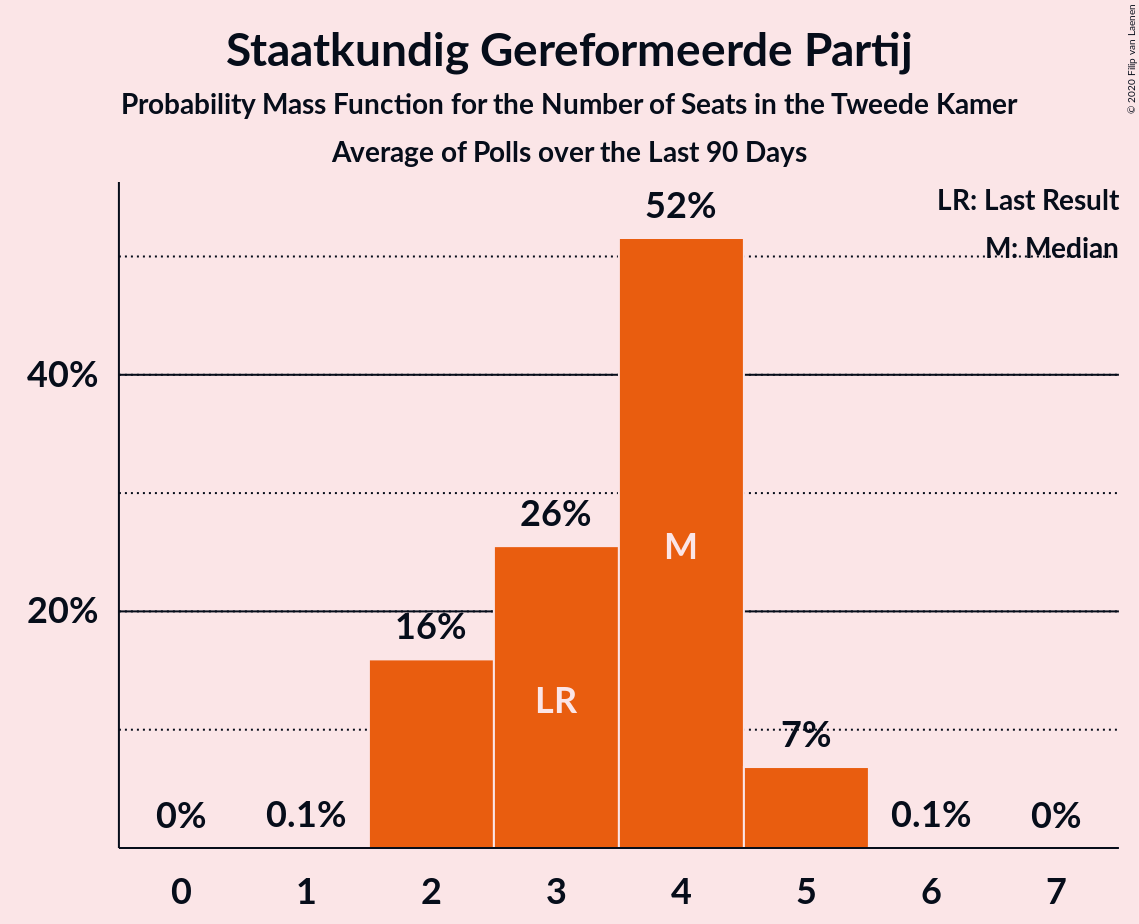 Staatkundig Gereformeerde Partij
Probability Mass Function for the Number of Seats in the Tweede Kamer
Average of Polls over the Last 90 Days
© 2020 Filip van Laenen
LR: Last Result
M: Median
52%
40%
26%
M
20%
16%
LR
7%
0% 0.1% 0.1% 0%
0 1 2 3 4 5 6 7